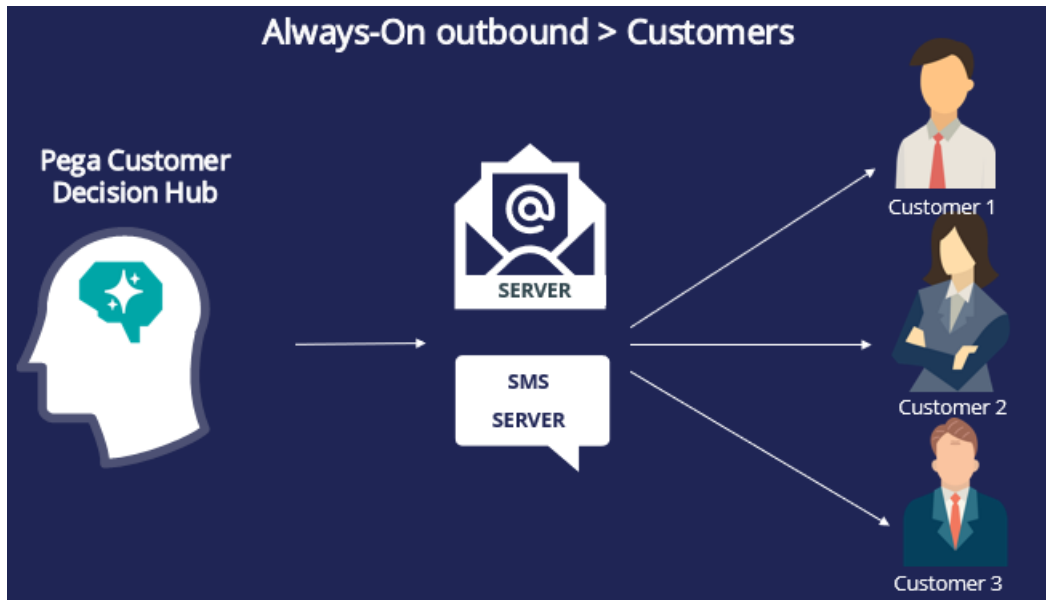 Always-On outbound > Customers
Pega Customer
Decision Hub
@
SERVER
SMS
SERVER
Customer 1
Customer 2
Customer 3